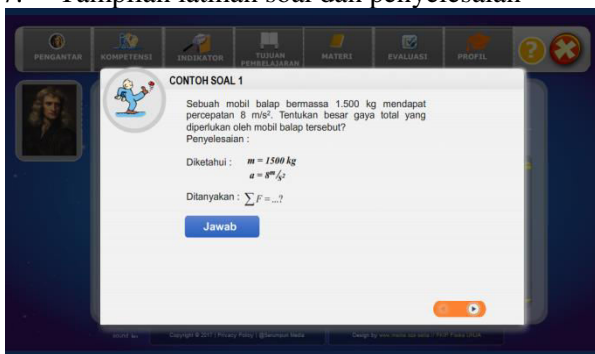 7. Tampilan latihan soal dan penyelesaian
PENGANTAR
KOMPETENSI
INDIKATOR
TUJUAN
PEMBELAJARAN
MATERI
EVALUASI
PROFIL
?
CONTOH SOAL 1
Sebuah mobil balap bermassa 1.500 kg mendapat
percepatan 8 m/s². Tentukan besar gaya total yang
diperlukan oleh mobil balap tersebut?
Penyelesaian :
Diketahui : m = 1500 kg
a = 8 m/s²
Ditanyakan : ∑ F = ...?
Jawab